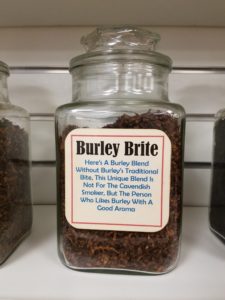 Burley Brite
Here's A Burley Blend
Without Burley's Traditional
Bite, This Unique Blend Is
Not For The Cavendish
Smoker, But The Person
Who Likes Burley With A
Good Aroma